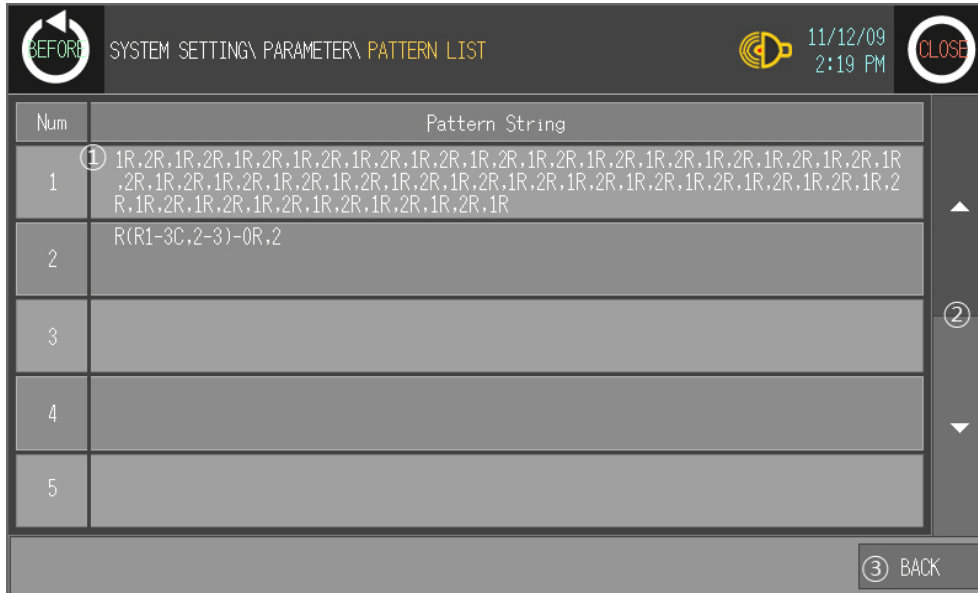 BEFORE
SYSTEM SETTING\ PARAMETER\ PATTERN LIST
11/12/09
2:19 PM
CLOSE
Num Pattern String
1 ① 1R,2R,1R,2R,1R,2R,1R,2R,1R,2R,1R,2R,1R,2R,1R,2R,1R,2R,1R,2R,1R,2R,1R,2R,1R,2R,1R
,2R,1R,2R,1R,2R,1R,2R,1R,2R,1R,2R,1R,2R,1R,2R,1R,2R,1R,2R,1R,2R,1R,2R,1R,2R,1R,2
R,1R,2R,1R,2R,1R,2R,1R,2R,1R,2R,1R,2R,1R
2 R(R1-3C,2-3)-0R,2
②
3
4
5
③ BACK